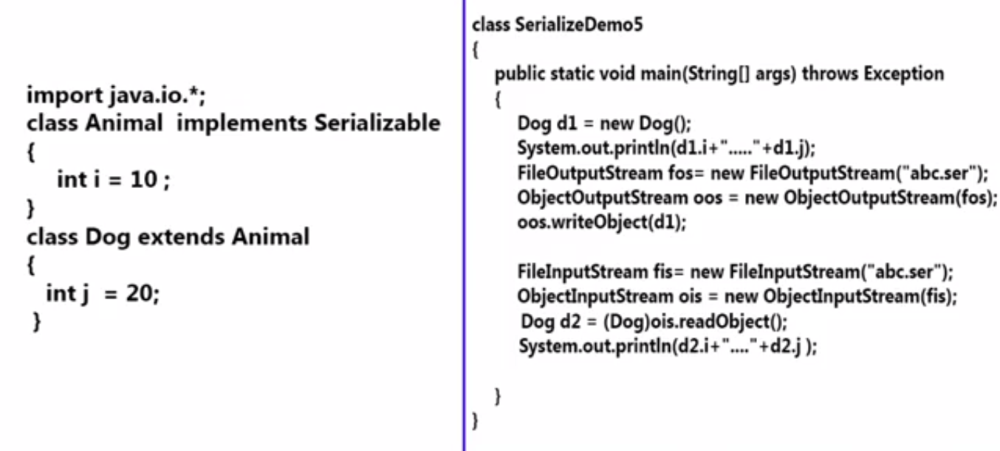 import java.io.*;
class Animal  implements Serializable
{
int i = 10 ;
}
class Dog extends Animal
{
int j  = 20;
}
class SerializeDemo5
{
public static void main(String[] args) throws Exception
{
Dog d1 = new Dog();
System.out.println(d1.i+"....."+d1.j);
FileOutputStream fos= new FileOutputStream("abc.ser");
ObjectOutputStream oos = new ObjectOutputStream(fos);
oos.writeObject(d1);
FileInputStream fis= new FileInputStream("abc.ser");
ObjectInputStream ois = new ObjectInputStream(fis);
Dog d2 = (Dog)ois.readObject();
System.out.println(d2.i+"...."+d2.j );
}
}